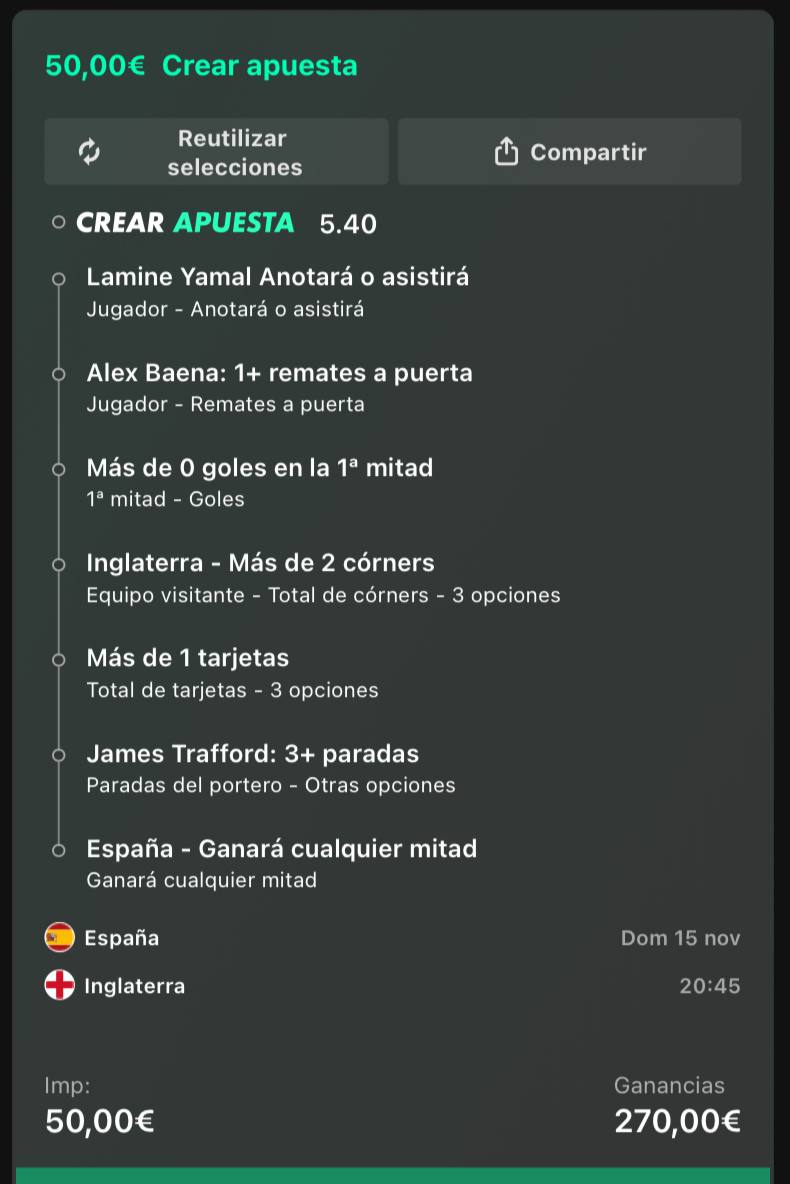 50,00€ Crear apuesta
Reutilizar
selecciones
Compartir
CREAR APUESTA 5.40
Lamine Yamal Anotará o asistirá
Jugador - Anotará o asistirá
Alex Baena: 1+ remates a puerta
Jugador - Remates a puerta
Más de 0 goles en la 1ª mitad
1ª mitad - Goles
Inglaterra - Más de 2 córners
Equipo visitante - Total de córners - 3 opciones
Más de 1 tarjetas
Total de tarjetas - 3 opciones
James Trafford: 3+ paradas
Paradas del portero - Otras opciones
España - Ganará cualquier mitad
Ganará cualquier mitad
España Dom 15 nov
Inglaterra 20:45
Imp: Ganancias
50,00€ 270,00€